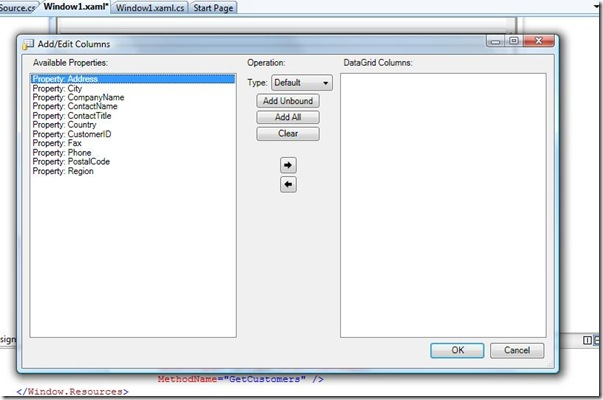 Source.cs
Window1.xaml*
Window1.xaml.cs
Start Page
Add/Edit Columns
Available Properties:
Operation:
DataGrid Columns:
Property: Address
Property: City
Property: CompanyName
Property: ContactName
Property: ContactTitle
Property: Country
Property: CustomerID
Property: Fax
Property: Phone
Property: PostalCode
Property: Region
Type: Default
Add Unbound
Add All
Clear
OK
Cancel
esign
MethodName="GetCustomers" />
</Window.Resources>